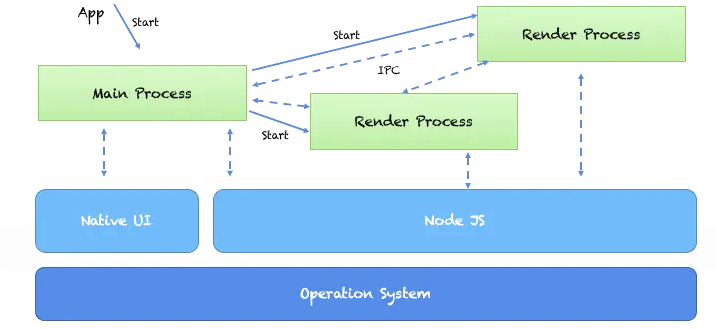 App
Start
Start
Render Process
IPC
Main Process
Render Process
Start
Native UI
Node JS
Operation System